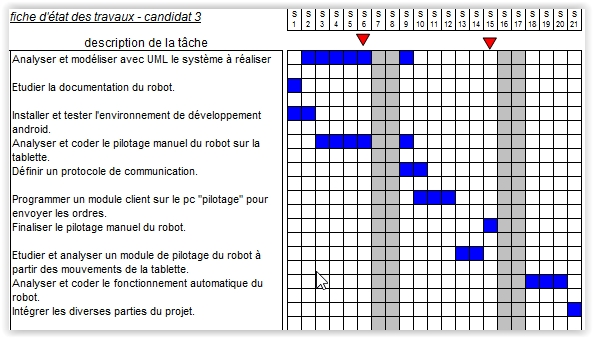 fiche d'état des travaux - candidat 3
S S S S S S S S S S S S S S S S S S S S S
1 2 3 4 5 6 7 8 9 10 11 12 13 14 15 16 17 18 19 20 21
description de la tâche
Analyser et modéliser avec UML le système à réaliser
Etudier la documentation du robot.
Installer et tester l'environnement de développement
android.
Analyser et coder le pilotage manuel du robot sur la
tablette.
Définir un protocole de communication.
Programmer un module client sur le pc "pilotage" pour
envoyer les ordres.
Finaliser le pilotage manuel du robot.
Etudier et analyser un module de pilotage du robot à
partir des mouvements de la tablette.
Analyser et coder le fonctionnement automatique du
robot.
Intégrer les diverses parties du projet.